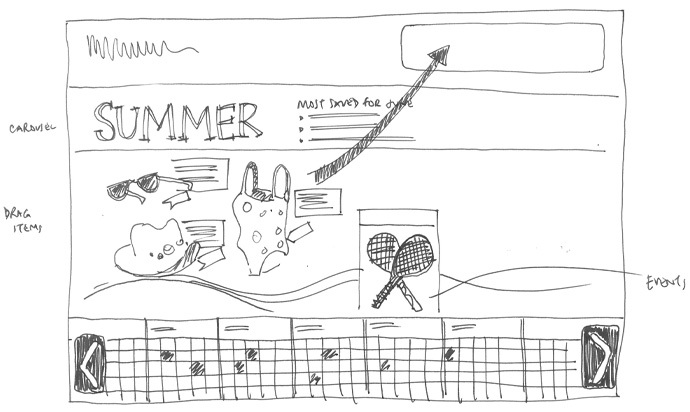 SUMMER
MOST SAVED FOR JUNE
CAROUSEL
DRAG
ITEMS
EVENTS